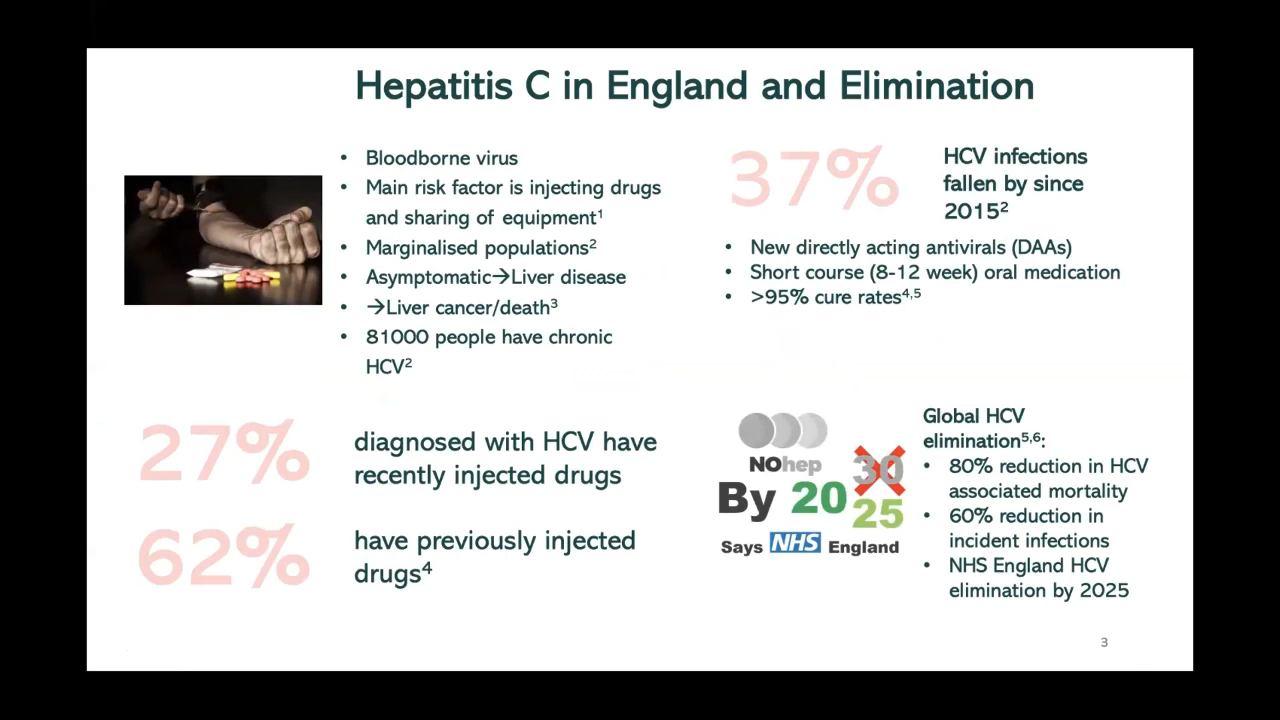 Hepatitis C in England and Elimination
• Bloodborne virus
• Main risk factor is injecting drugs
and sharing of equipment¹
• Marginalised populations²
• Asymptomatic→Liver disease
• →Liver cancer/death³
• 81000 people have chronic
HCV²
37%
HCV infections
fallen by since
2015²
• New directly acting antivirals (DAAs)
• Short course (8-12 week) oral medication
• >95% cure rates⁴,⁵
27%
diagnosed with HCV have
recently injected drugs
62%
have previously injected
drugs⁴
NOhep
By 20 30
25
Says NHS England
Global HCV
elimination⁵,⁶:
• 80% reduction in HCV
associated mortality
• 60% reduction in
incident infections
• NHS England HCV
elimination by 2025
3